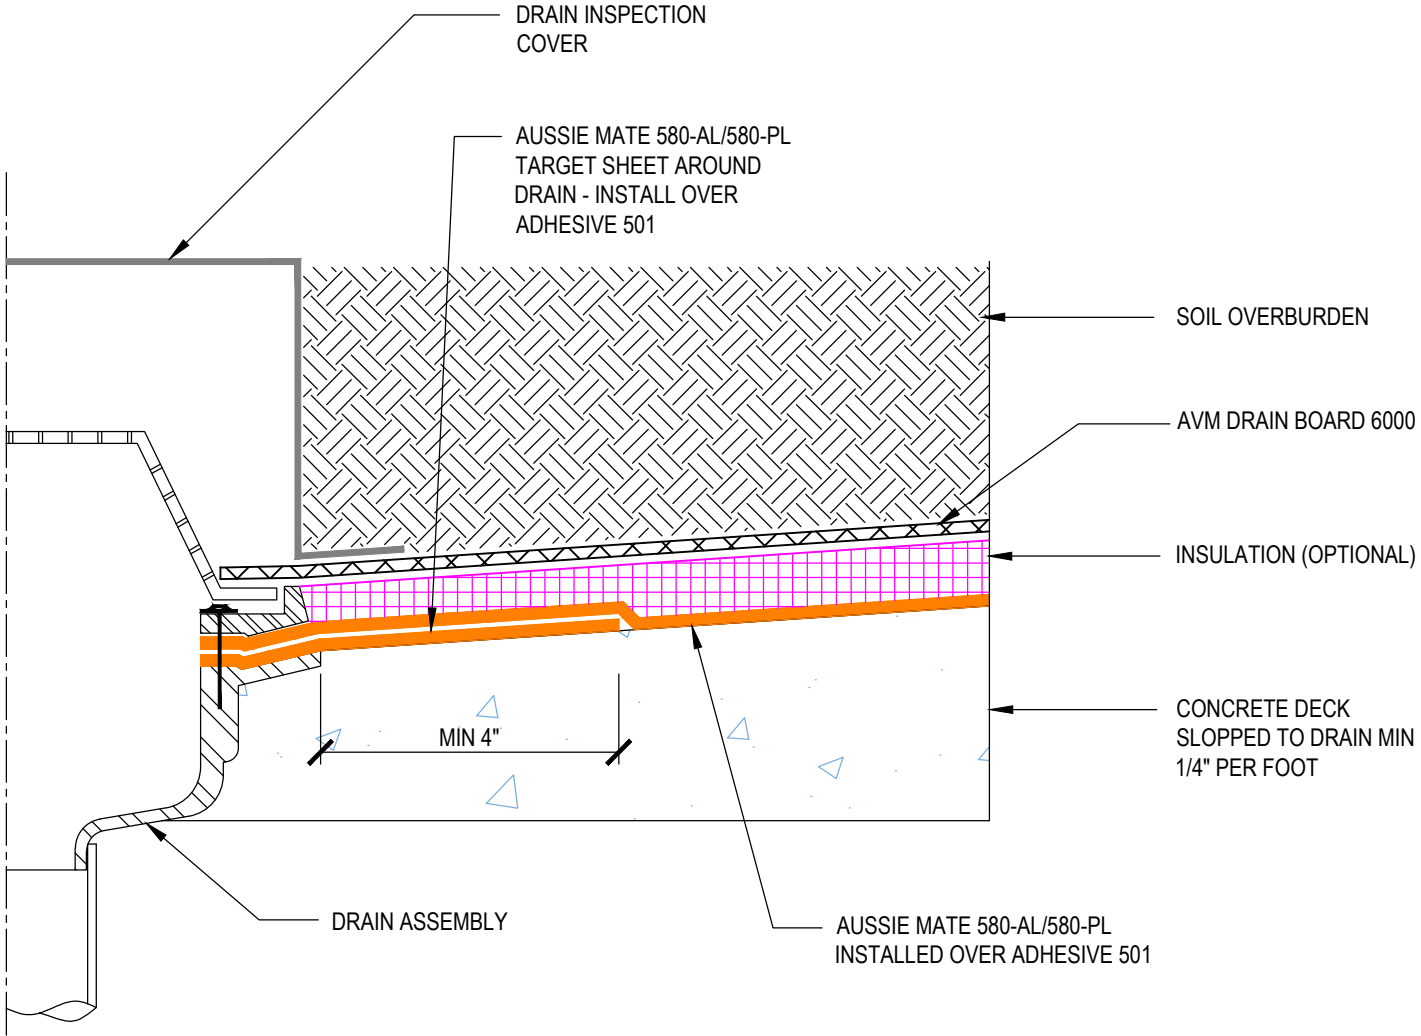 DRAIN INSPECTION
COVER
AUSSIE MATE 580-AL/580-PL
TARGET SHEET AROUND
DRAIN - INSTALL OVER
ADHESIVE 501
SOIL OVERBURDEN
AVM DRAIN BOARD 6000
INSULATION (OPTIONAL)
CONCRETE DECK
SLOPPED TO DRAIN MIN
1/4" PER FOOT
MIN 4"
DRAIN ASSEMBLY
AUSSIE MATE 580-AL/580-PL
INSTALLED OVER ADHESIVE 501